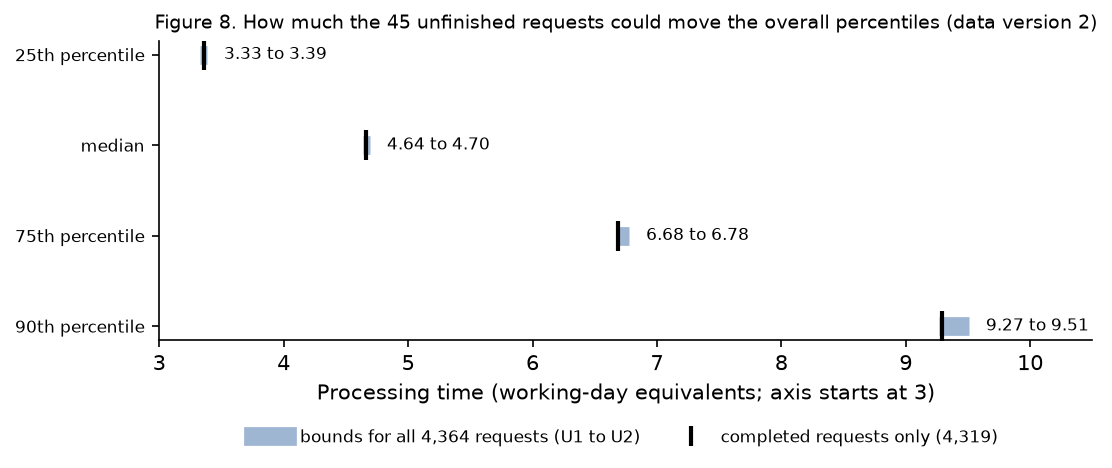 Figure 8. How much the 45 unfinished requests could move the overall percentiles (data version 2)
25th percentile
3.33 to 3.39
median
4.64 to 4.70
75th percentile
6.68 to 6.78
90th percentile
9.27 to 9.51
3 4 5 6 7 8 9 10
Processing time (working-day equivalents; axis starts at 3)
bounds for all 4,364 requests (U1 to U2)
completed requests only (4,319)